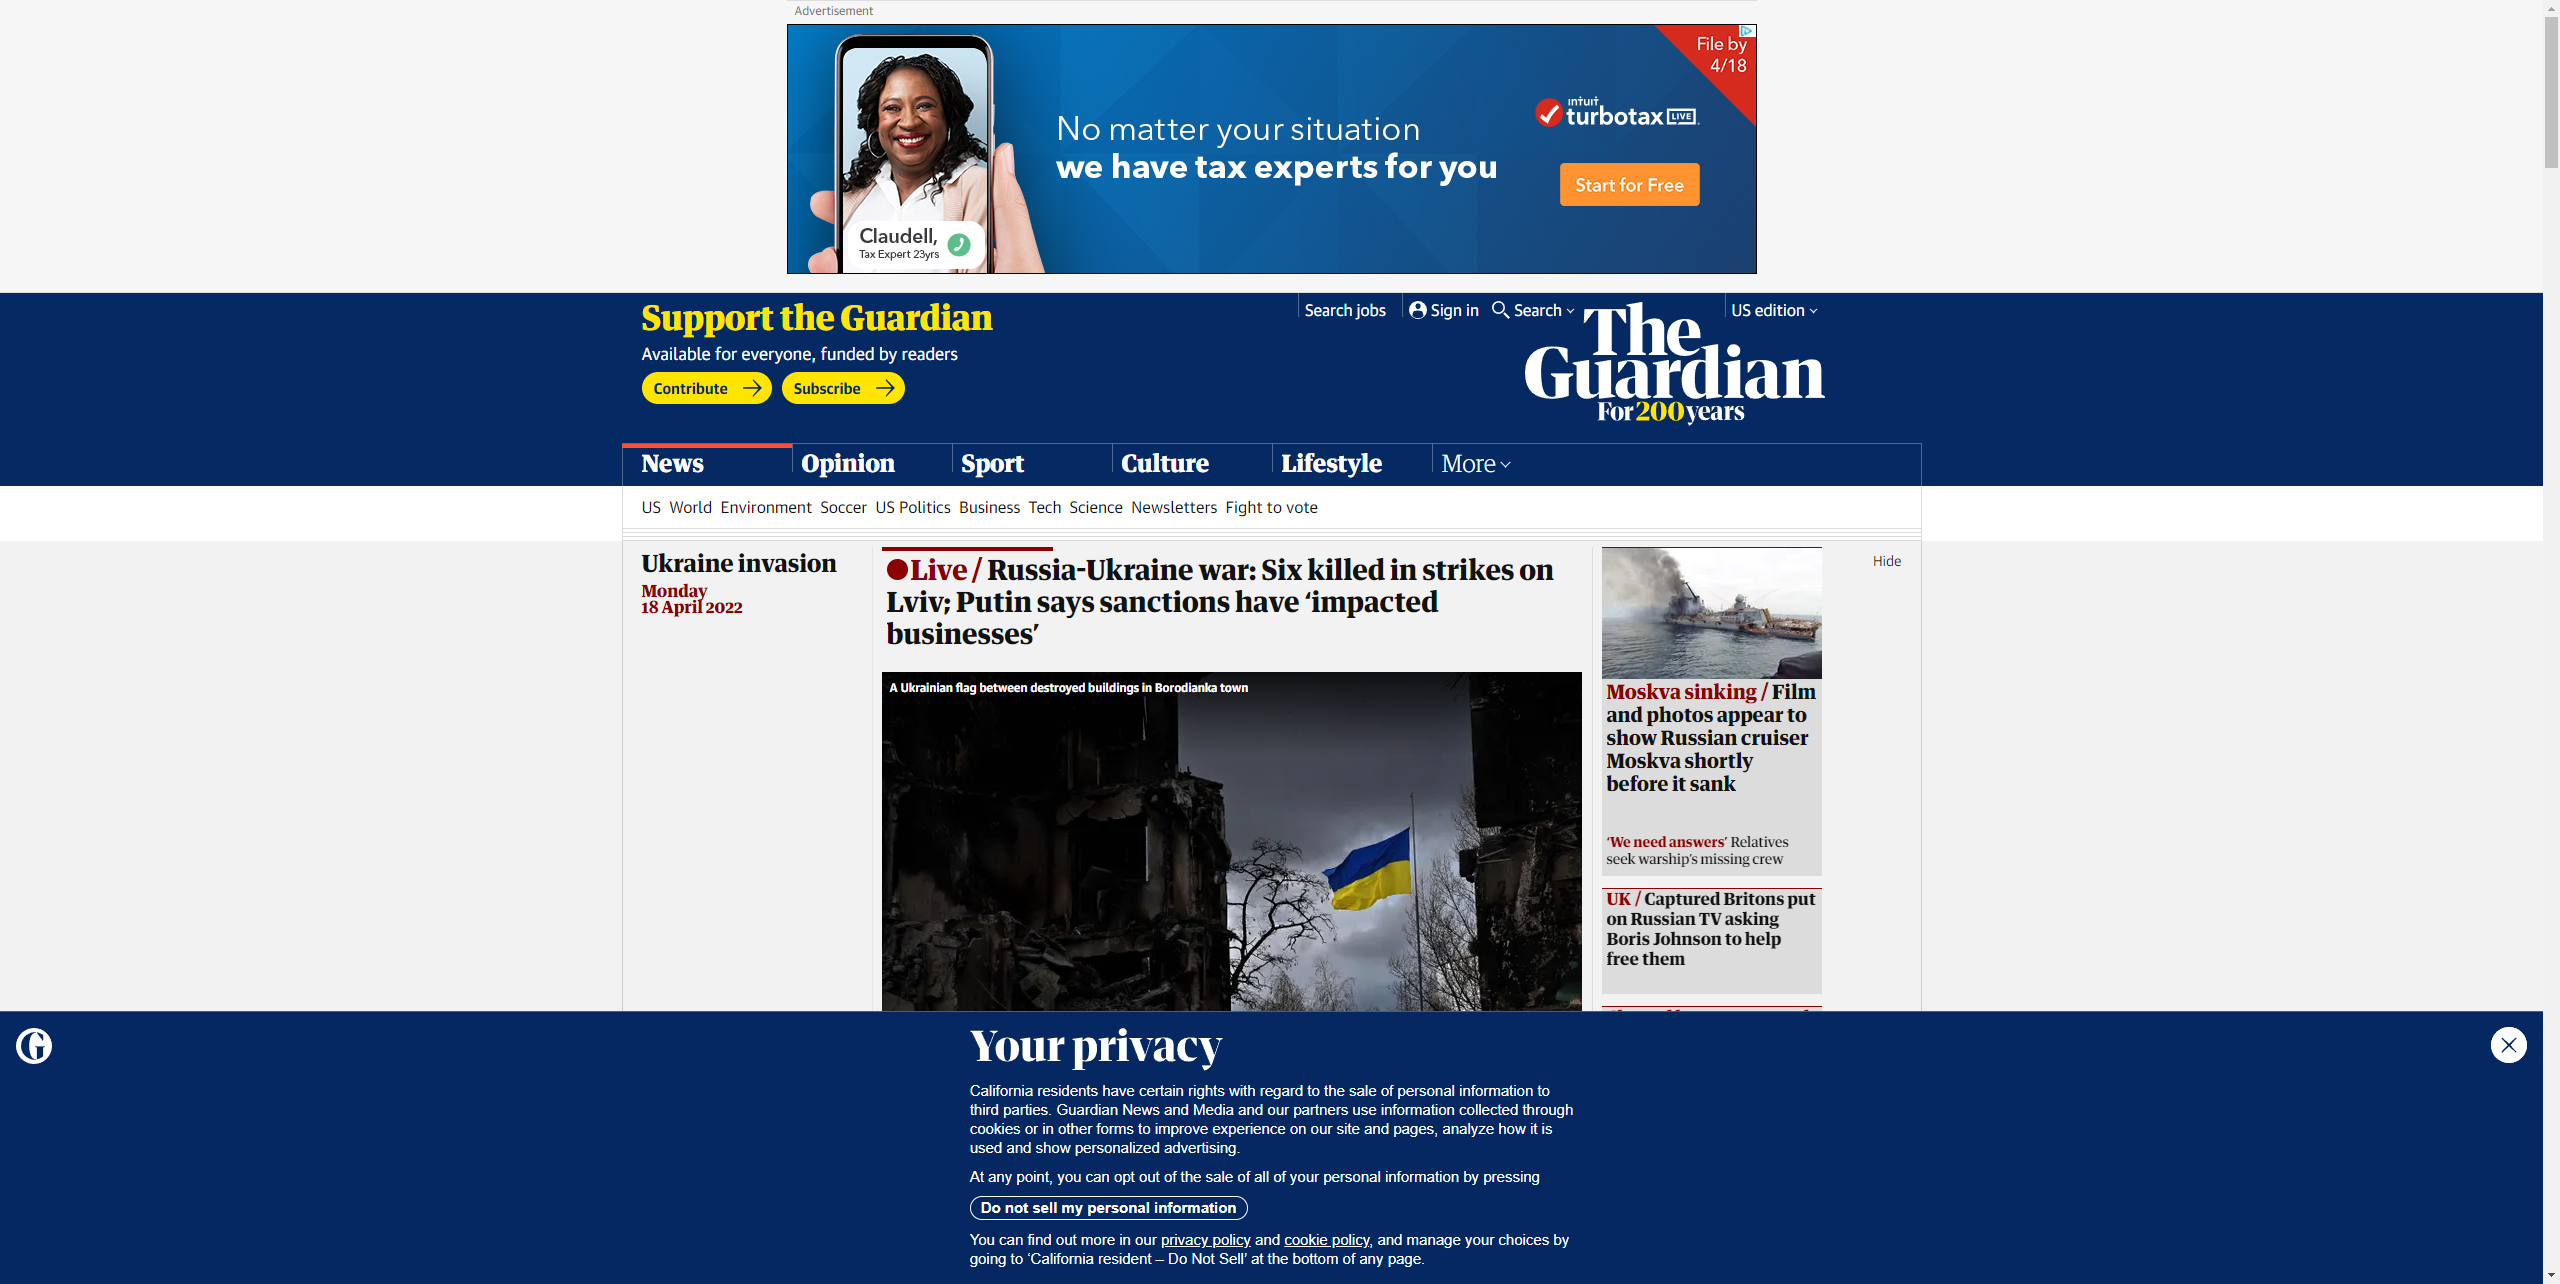 Advertisement
File by
4/18
No matter your situation
we have tax experts for you
intuit
turbotax LIVE
Start for Free
Claudell,
Tax Expert 23yrs
Support the Guardian
Available for everyone, funded by readers
Contribute
Subscribe
Search jobs
Sign in
Search
US edition
The
Guardian
For 200 years
News
Opinion
Sport
Culture
Lifestyle
More
US World Environment Soccer US Politics Business Tech Science Newsletters Fight to vote
Ukraine invasion
Monday
18 April 2022
Live / Russia-Ukraine war: Six killed in strikes on
Lviv; Putin says sanctions have ‘impacted
businesses’
A Ukrainian flag between destroyed buildings in Borodianka town
Hide
Moskva sinking / Film
and photos appear to
show Russian cruiser
Moskva shortly
before it sank
‘We need answers’ Relatives
seek warship’s missing crew
UK / Captured Britons put
on Russian TV asking
Boris Johnson to help
free them
G
Your privacy
California residents have certain rights with regard to the sale of personal information to
third parties. Guardian News and Media and our partners use information collected through
cookies or in other forms to improve experience on our site and pages, analyze how it is
used and show personalized advertising.
At any point, you can opt out of the sale of all of your personal information by pressing
Do not sell my personal information
You can find out more in our privacy policy and cookie policy, and manage your choices by
going to ‘California resident – Do Not Sell’ at the bottom of any page.